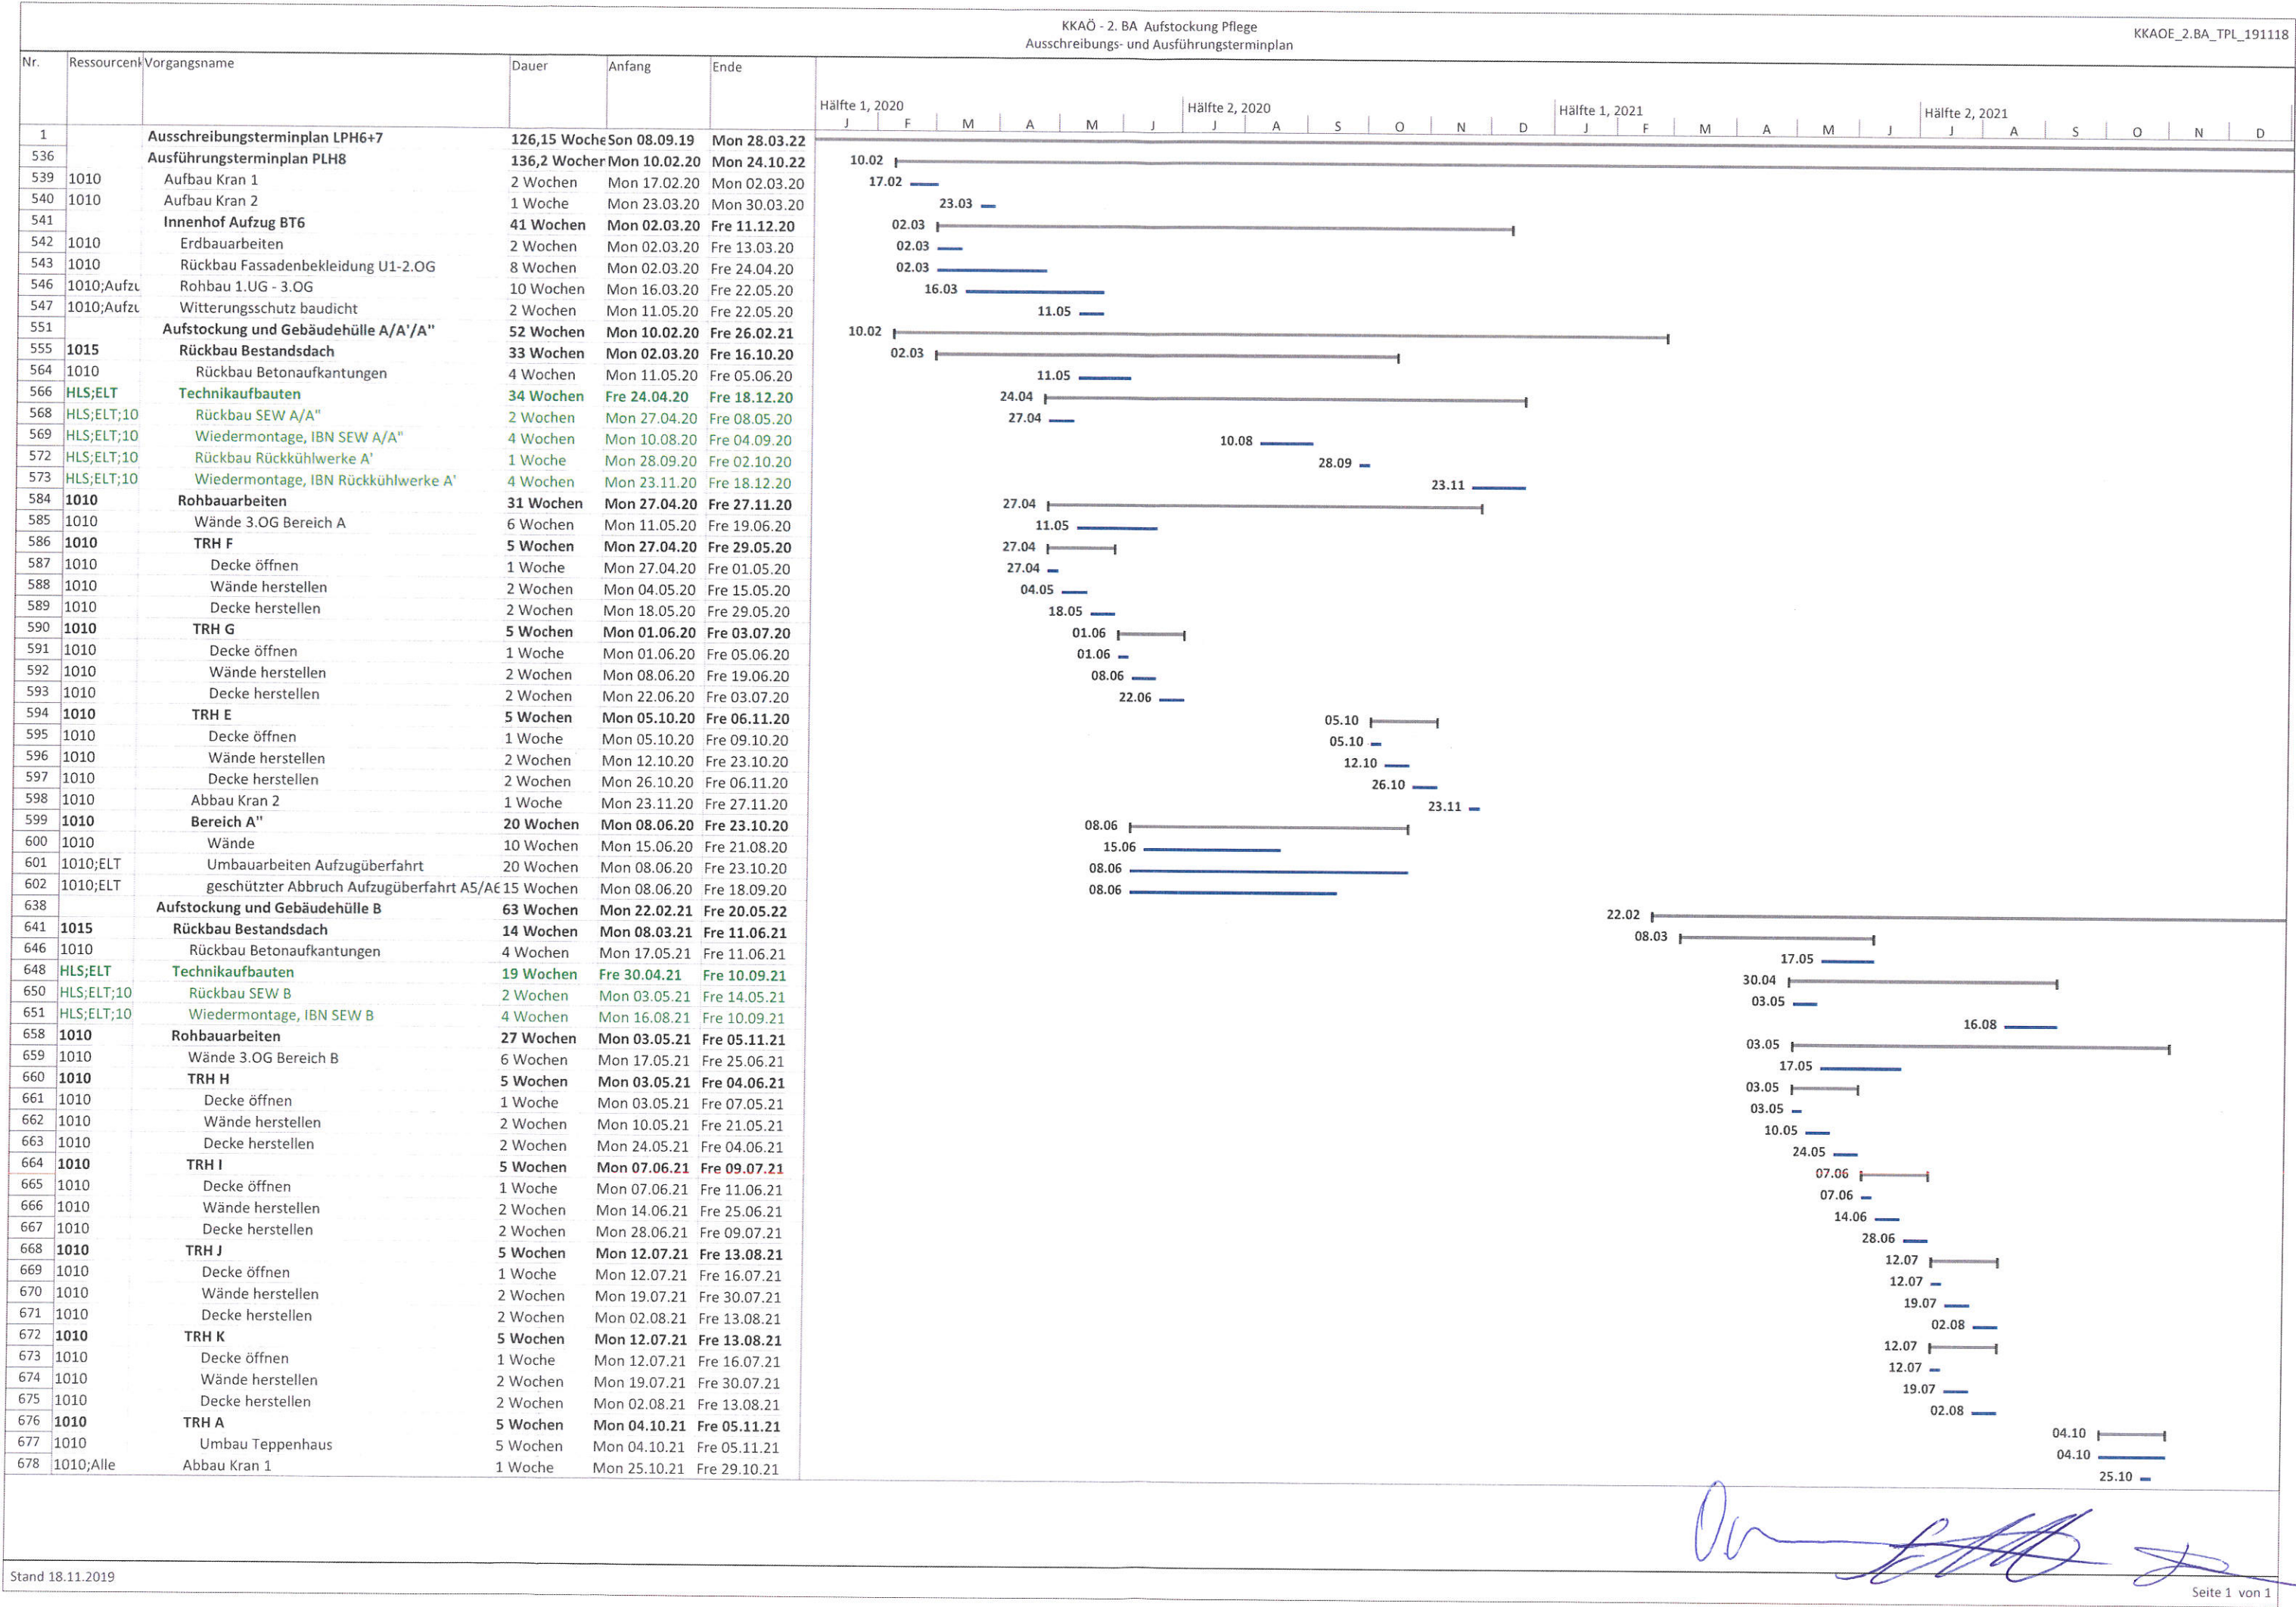 KKAÖ - 2. BA Aufstockung Pflege
Ausschreibungs- und Ausführungsterminplan
KKAOE_2.BA_TPL_191118
Nr. Ressourcen Vorgangsname Dauer Anfang Ende
Hälfte 1, 2020 Hälfte 2, 2020 Hälfte 1, 2021 Hälfte 2, 2021
J F M A M J J A S O N D J F M A M J J A S O N D
1 Ausschreibungsterminplan LPH6+7 126,15 Woche Son 08.09.19 Mon 28.03.22
536 Ausführungsterminplan PLH8 136,2 Wochen Mon 10.02.20 Mon 24.10.22 10.02
539 1010 Aufbau Kran 1 2 Wochen Mon 17.02.20 Mon 02.03.20 17.02
540 1010 Aufbau Kran 2 1 Woche Mon 23.03.20 Mon 30.03.20 23.03
541 Innenhof Aufzug BT6 41 Wochen Mon 02.03.20 Fre 11.12.20 02.03
542 1010 Erdbauarbeiten 2 Wochen Mon 02.03.20 Fre 13.03.20 02.03
543 1010 Rückbau Fassadenbekleidung U1-2.OG 8 Wochen Mon 02.03.20 Fre 24.04.20 02.03
546 1010;Aufzu Rohbau 1.UG - 3.OG 10 Wochen Mon 16.03.20 Fre 22.05.20 16.03
547 1010;Aufzu Witterungsschutz baudicht 2 Wochen Mon 11.05.20 Fre 22.05.20 11.05
551 Aufstockung und Gebäudehülle A/A'/A" 52 Wochen Mon 10.02.20 Fre 26.02.21 10.02
555 1015 Rückbau Bestandsdach 33 Wochen Mon 02.03.20 Fre 16.10.20 02.03
564 1010 Rückbau Betonaufkantungen 4 Wochen Mon 11.05.20 Fre 05.06.20 11.05
566 HLS;ELT Technikaufbauten 34 Wochen Fre 24.04.20 Fre 18.12.20 24.04
568 HLS;ELT;10 Rückbau SEW A/A" 2 Wochen Mon 27.04.20 Fre 08.05.20 27.04
569 HLS;ELT;10 Wiedermontage, IBN SEW A/A" 4 Wochen Mon 10.08.20 Fre 04.09.20 10.08
572 HLS;ELT;10 Rückbau Rückkühlwerke A' 1 Woche Mon 28.09.20 Fre 02.10.20 28.09
573 HLS;ELT;10 Wiedermontage, IBN Rückkühlwerke A' 4 Wochen Mon 23.11.20 Fre 18.12.20 23.11
584 1010 Rohbauarbeiten 31 Wochen Mon 27.04.20 Fre 27.11.20 27.04
585 1010 Wände 3.OG Bereich A 6 Wochen Mon 11.05.20 Fre 19.06.20 11.05
586 1010 TRH F 5 Wochen Mon 27.04.20 Fre 29.05.20 27.04
587 1010 Decke öffnen 1 Woche Mon 27.04.20 Fre 01.05.20 27.04
588 1010 Wände herstellen 2 Wochen Mon 04.05.20 Fre 15.05.20 04.05
589 1010 Decke herstellen 2 Wochen Mon 18.05.20 Fre 29.05.20 18.05
590 1010 TRH G 5 Wochen Mon 01.06.20 Fre 03.07.20 01.06
591 1010 Decke öffnen 1 Woche Mon 01.06.20 Fre 05.06.20 01.06
592 1010 Wände herstellen 2 Wochen Mon 08.06.20 Fre 19.06.20 08.06
593 1010 Decke herstellen 2 Wochen Mon 22.06.20 Fre 03.07.20 22.06
594 1010 TRH E 5 Wochen Mon 05.10.20 Fre 06.11.20 05.10
595 1010 Decke öffnen 1 Woche Mon 05.10.20 Fre 09.10.20 05.10
596 1010 Wände herstellen 2 Wochen Mon 12.10.20 Fre 23.10.20 12.10
597 1010 Decke herstellen 2 Wochen Mon 26.10.20 Fre 06.11.20 26.10
598 1010 Abbau Kran 2 1 Woche Mon 23.11.20 Fre 27.11.20 23.11
599 1010 Bereich A" 20 Wochen Mon 08.06.20 Fre 23.10.20 08.06
600 1010 Wände 10 Wochen Mon 15.06.20 Fre 21.08.20 15.06
601 1010;ELT Umbauarbeiten Aufzugüberfahrt 20 Wochen Mon 08.06.20 Fre 23.10.20 08.06
602 1010;ELT geschützter Abbruch Aufzugüberfahrt A5/A6 15 Wochen Mon 08.06.20 Fre 18.09.20 08.06
638 Aufstockung und Gebäudehülle B 63 Wochen Mon 22.02.21 Fre 20.05.22 22.02
641 1015 Rückbau Bestandsdach 14 Wochen Mon 08.03.21 Fre 11.06.21 08.03
646 1010 Rückbau Betonaufkantungen 4 Wochen Mon 17.05.21 Fre 11.06.21 17.05
648 HLS;ELT Technikaufbauten 19 Wochen Fre 30.04.21 Fre 10.09.21 30.04
650 HLS;ELT;10 Rückbau SEW B 2 Wochen Mon 03.05.21 Fre 14.05.21 03.05
651 HLS;ELT;10 Wiedermontage, IBN SEW B 4 Wochen Mon 16.08.21 Fre 10.09.21 16.08
658 1010 Rohbauarbeiten 27 Wochen Mon 03.05.21 Fre 05.11.21 03.05
659 1010 Wände 3.OG Bereich B 6 Wochen Mon 17.05.21 Fre 25.06.21 17.05
660 1010 TRH H 5 Wochen Mon 03.05.21 Fre 04.06.21 03.05
661 1010 Decke öffnen 1 Woche Mon 03.05.21 Fre 07.05.21 03.05
662 1010 Wände herstellen 2 Wochen Mon 10.05.21 Fre 21.05.21 10.05
663 1010 Decke herstellen 2 Wochen Mon 24.05.21 Fre 04.06.21 24.05
664 1010 TRH I 5 Wochen Mon 07.06.21 Fre 09.07.21 07.06
665 1010 Decke öffnen 1 Woche Mon 07.06.21 Fre 11.06.21 07.06
666 1010 Wände herstellen 2 Wochen Mon 14.06.21 Fre 25.06.21 14.06
667 1010 Decke herstellen 2 Wochen Mon 28.06.21 Fre 09.07.21 28.06
668 1010 TRH J 5 Wochen Mon 12.07.21 Fre 13.08.21 12.07
669 1010 Decke öffnen 1 Woche Mon 12.07.21 Fre 16.07.21 12.07
670 1010 Wände herstellen 2 Wochen Mon 19.07.21 Fre 30.07.21 19.07
671 1010 Decke herstellen 2 Wochen Mon 02.08.21 Fre 13.08.21 02.08
672 1010 TRH K 5 Wochen Mon 12.07.21 Fre 13.08.21 12.07
673 1010 Decke öffnen 1 Woche Mon 12.07.21 Fre 16.07.21 12.07
674 1010 Wände herstellen 2 Wochen Mon 19.07.21 Fre 30.07.21 19.07
675 1010 Decke herstellen 2 Wochen Mon 02.08.21 Fre 13.08.21 02.08
676 1010 TRH A 5 Wochen Mon 04.10.21 Fre 05.11.21 04.10
677 1010 Umbau Teppenhaus 5 Wochen Mon 04.10.21 Fre 05.11.21 04.10
678 1010;Alle Abbau Kran 1 1 Woche Mon 25.10.21 Fre 29.10.21 25.10
Stand 18.11.2019
Seite 1 von 1